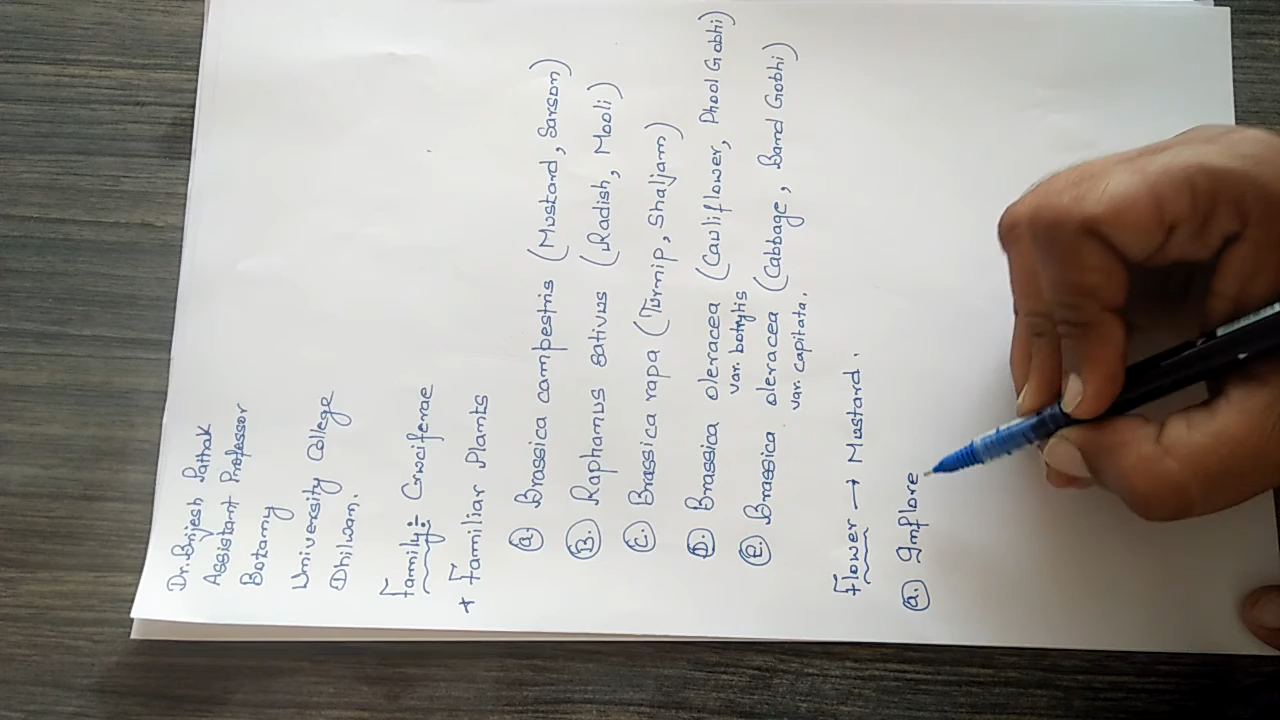 Dr. Brijesh Pathak
Assistant Professor
Botany
University College
Dhilwan.
Family:- Cruciferae
* Familiar Plants
(a) Brassica campestris (Mustard, Sarson)
(B.) Raphanus sativus (Radish, Mooli)
(C.) Brassica rapa (Turnip, Shaljam)
(D.) Brassica oleracea (Cauliflower, Phool Gobhi)
var. botrytis
(e.) Brassica oleracea (Cabbage, Band Gobhi)
var. capitata.
Flower → Mustard.
(a.) Inflore